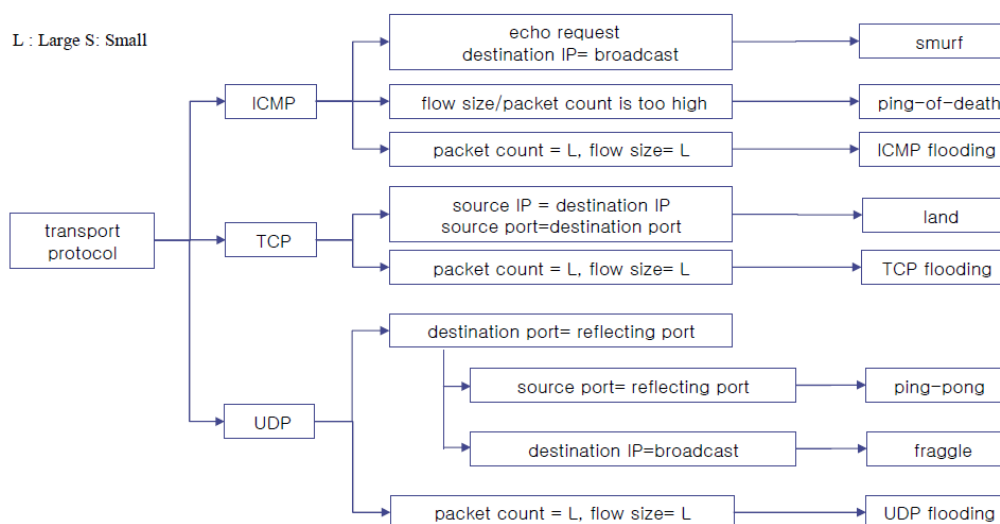 L : Large S: Small
echo request
destination IP= broadcast
smurf
ICMP
flow size/packet count is too high
ping-of-death
packet count = L, flow size= L
ICMP flooding
transport
protocol
TCP
source IP = destination IP
source port=destination port
land
packet count = L, flow size= L
TCP flooding
destination port= reflecting port
source port= reflecting port
ping-pong
UDP
destination IP=broadcast
fraggle
packet count = L, flow size= L
UDP flooding